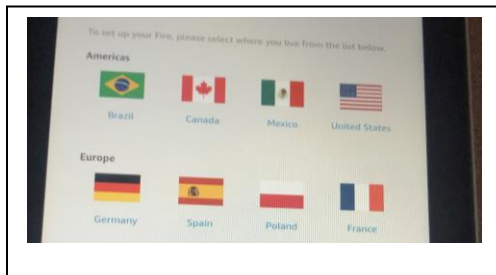 To set up your Fire, please select where you live from the list below.
Americas
Brazil Canada Mexico United States
Europe
Germany Spain Poland France